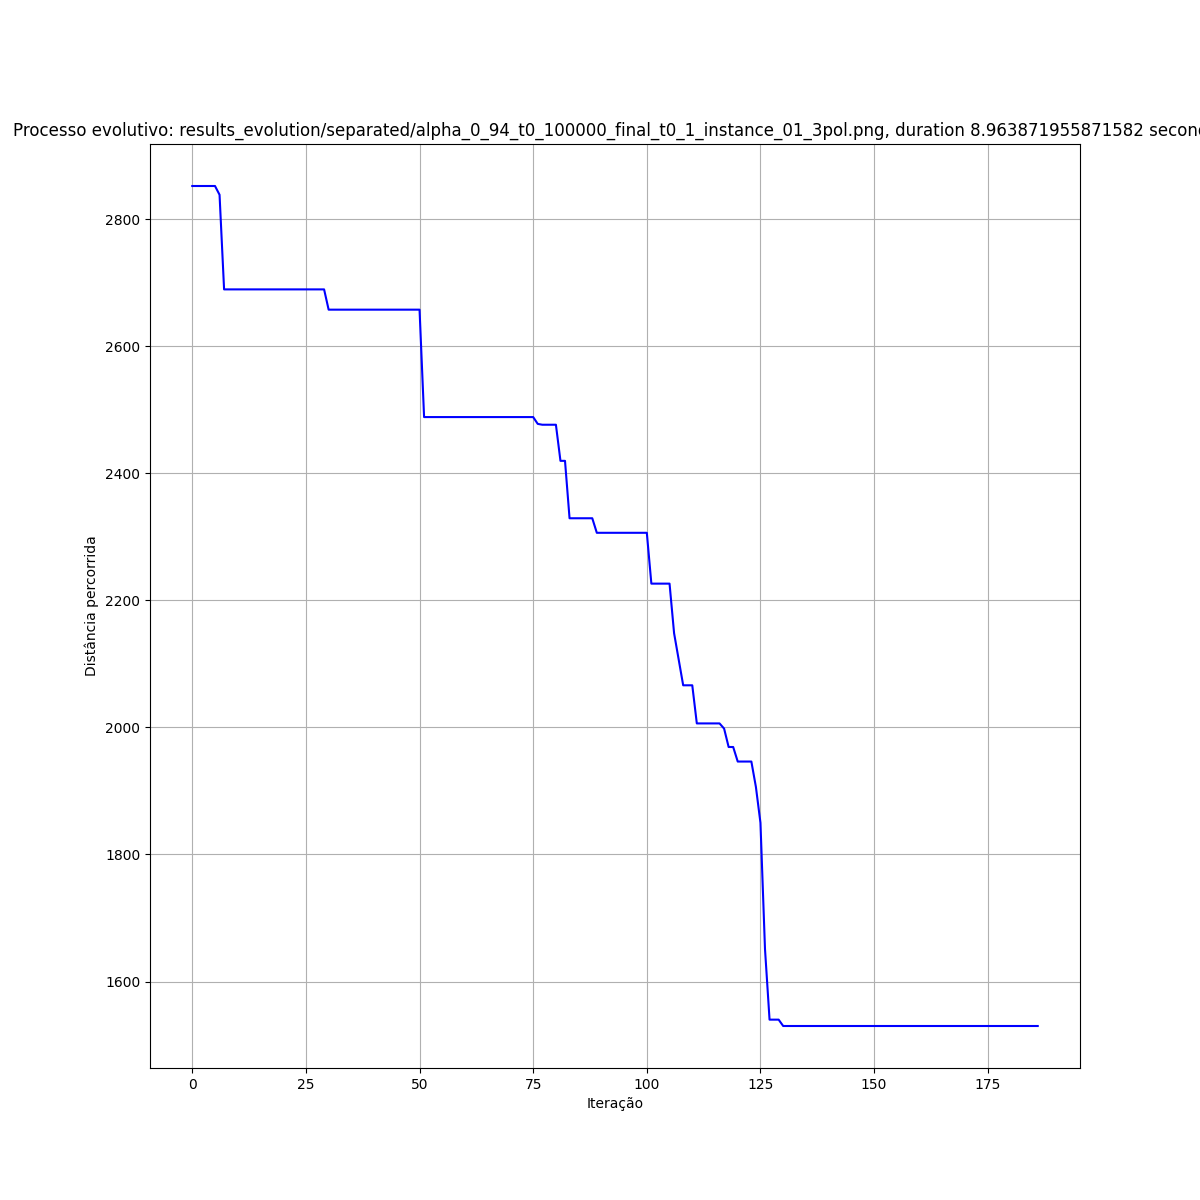 Processo evolutivo: results_evolution/separated/alpha_0_94_t0_100000_final_t0_1_instance_01_3pol.png, duration 8.963871955871582 secon
2800
2600
2400
2200
2000
1800
1600
Distância percorrida
0 25 50 75 100 125 150 175
Iteração